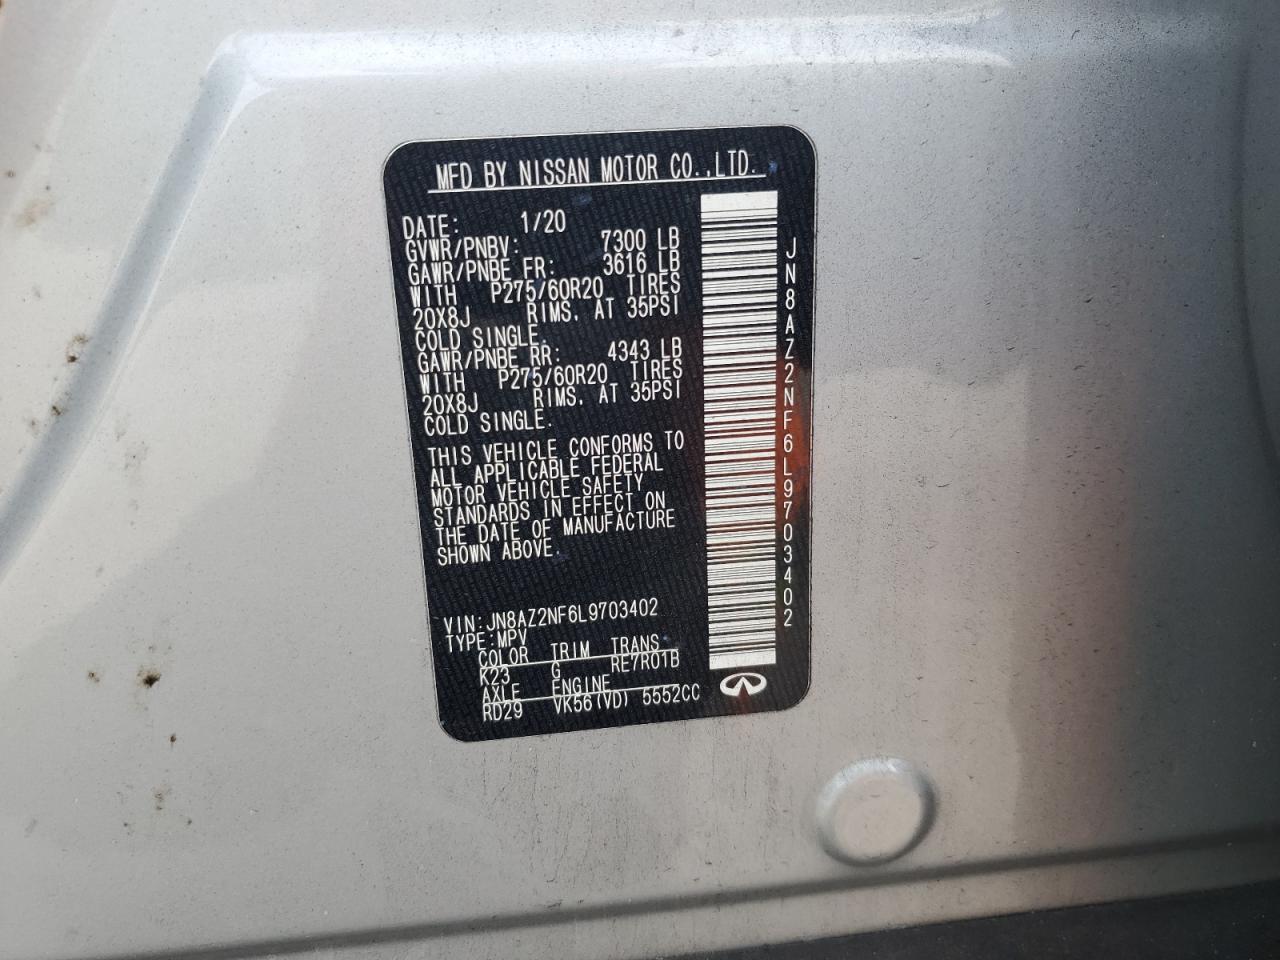 MFD BY NISSAN MOTOR CO.,LTD.
DATE: 1/20
GVWR/PNBV: 7300 LB
GAWR/PNBE FR: 3616 LB
WITH P275/60R20 TIRES
20X8J RIMS, AT 35PSI
COLD SINGLE.
GAWR/PNBE RR: 4343 LB
WITH P275/60R20 TIRES
20X8J RIMS, AT 35PSI
COLD SINGLE.
THIS VEHICLE CONFORMS TO
ALL APPLICABLE FEDERAL
MOTOR VEHICLE SAFETY
STANDARDS IN EFFECT ON
THE DATE OF MANUFACTURE
SHOWN ABOVE.
VIN:JN8AZ2NF6L9703402
TYPE:MPV
COLOR TRIM TRANS
K23 G RE7R01B
AXLE ENGINE
RD29 VK56(VD) 5552CC
JN8AZ2NF6L9703402